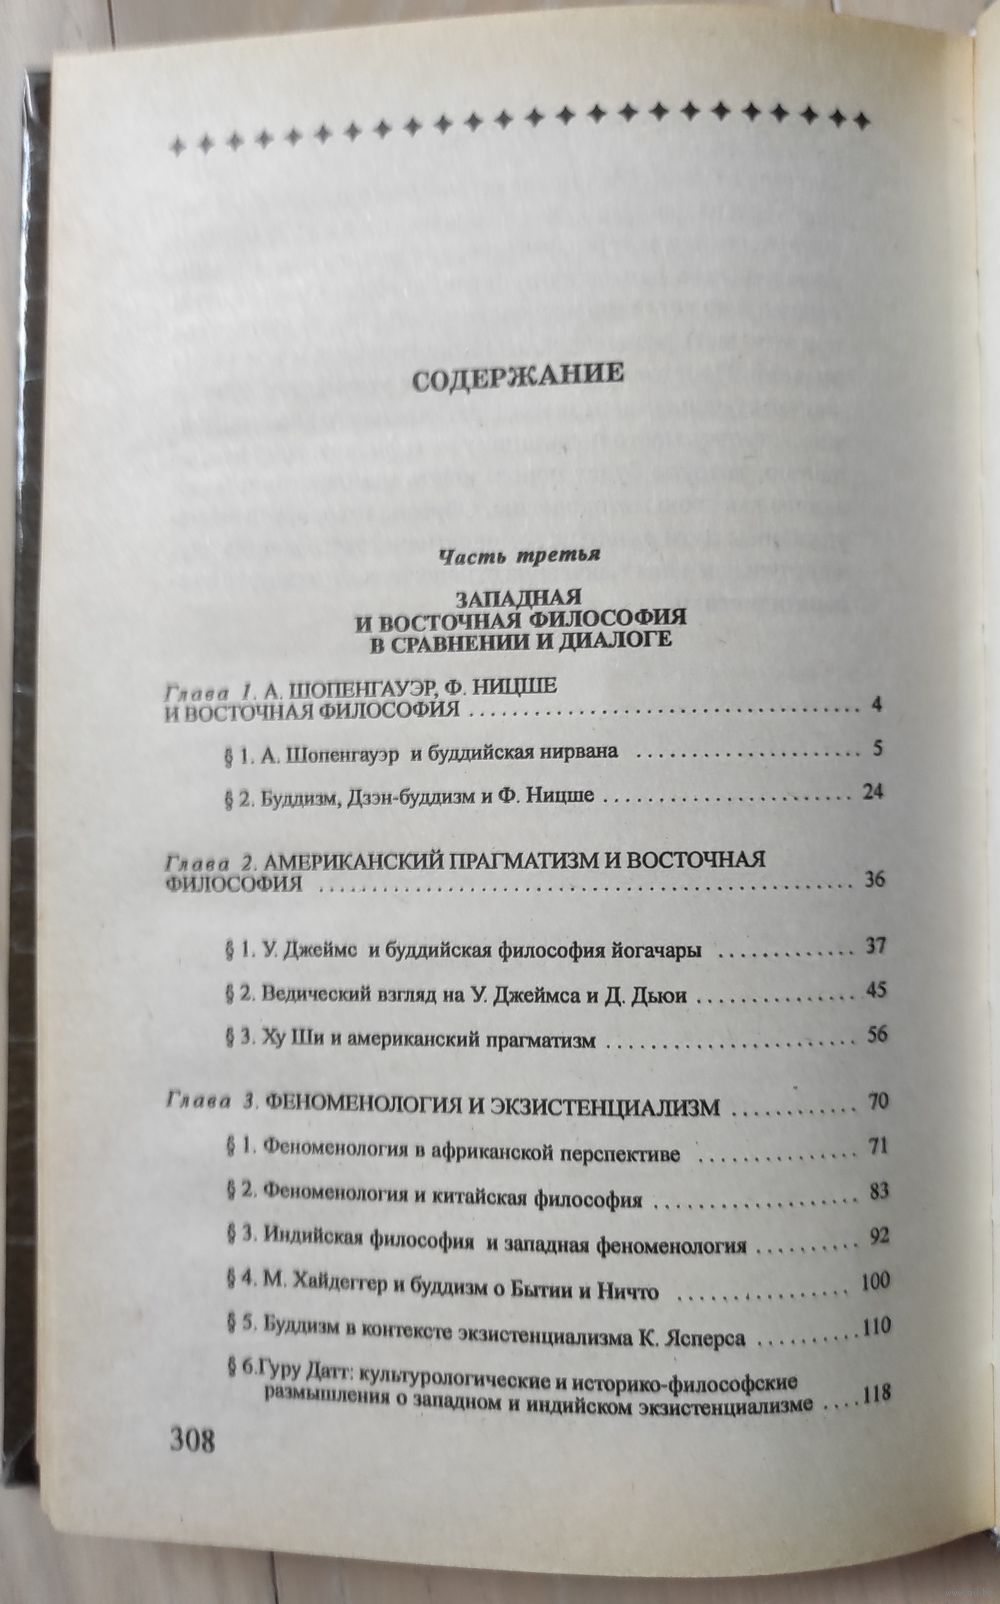 СОДЕРЖАНИЕ
Часть третья
ЗАПАДНАЯ
И ВОСТОЧНАЯ ФИЛОСОФИЯ
В СРАВНЕНИИ И ДИАЛОГЕ
Глава 1. А. ШОПЕНГАУЭР, Ф. НИЦШЕ
И ВОСТОЧНАЯ ФИЛОСОФИЯ .................................... 4
§ 1. А. Шопенгауэр и буддийская нирвана ..................... 5
§ 2. Буддизм, Дзэн-буддизм и Ф. Ницше ....................... 24
Глава 2. АМЕРИКАНСКИЙ ПРАГМАТИЗМ И ВОСТОЧНАЯ
ФИЛОСОФИЯ .................................................. 36
§ 1. У. Джеймс и буддийская философия йогачары ............. 37
§ 2. Ведический взгляд на У. Джеймса и Д. Дьюи ............... 45
§ 3. Ху Ши и американский прагматизм ........................ 56
Глава 3. ФЕНОМЕНОЛОГИЯ И ЭКЗИСТЕНЦИАЛИЗМ ............ 70
§ 1. Феноменология в африканской перспективе ............... 71
§ 2. Феноменология и китайская философия .................... 83
§ 3. Индийская философия и западная феноменология .......... 92
§ 4. М. Хайдеггер и буддизм о Бытии и Ничто ................. 100
§ 5. Буддизм в контексте экзистенциализма К. Ясперса .......... 110
§ 6.Гуру Датт: культурологические и историко-философские
размышления о западном и индийском экзистенциализме .... 118
308